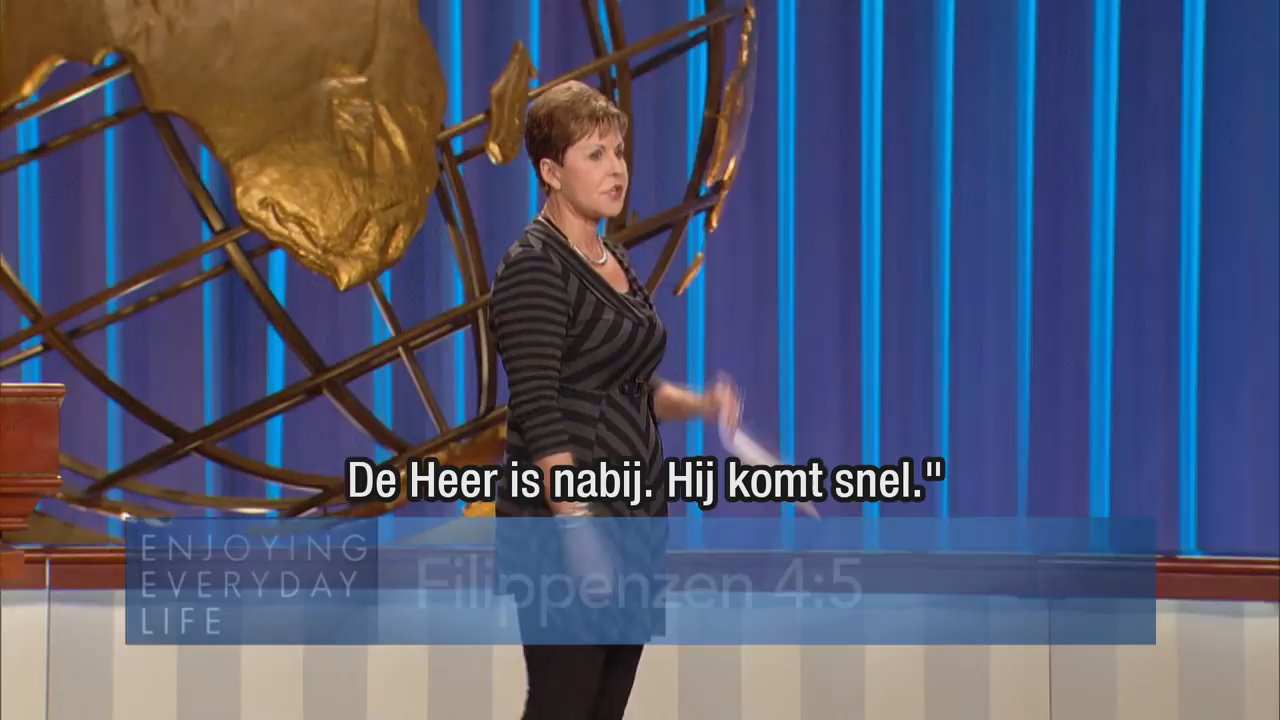 De Heer is nabij. Hij komt snel."
ENJOYING
EVERYDAY
LIFE
Filippenzen 4:5